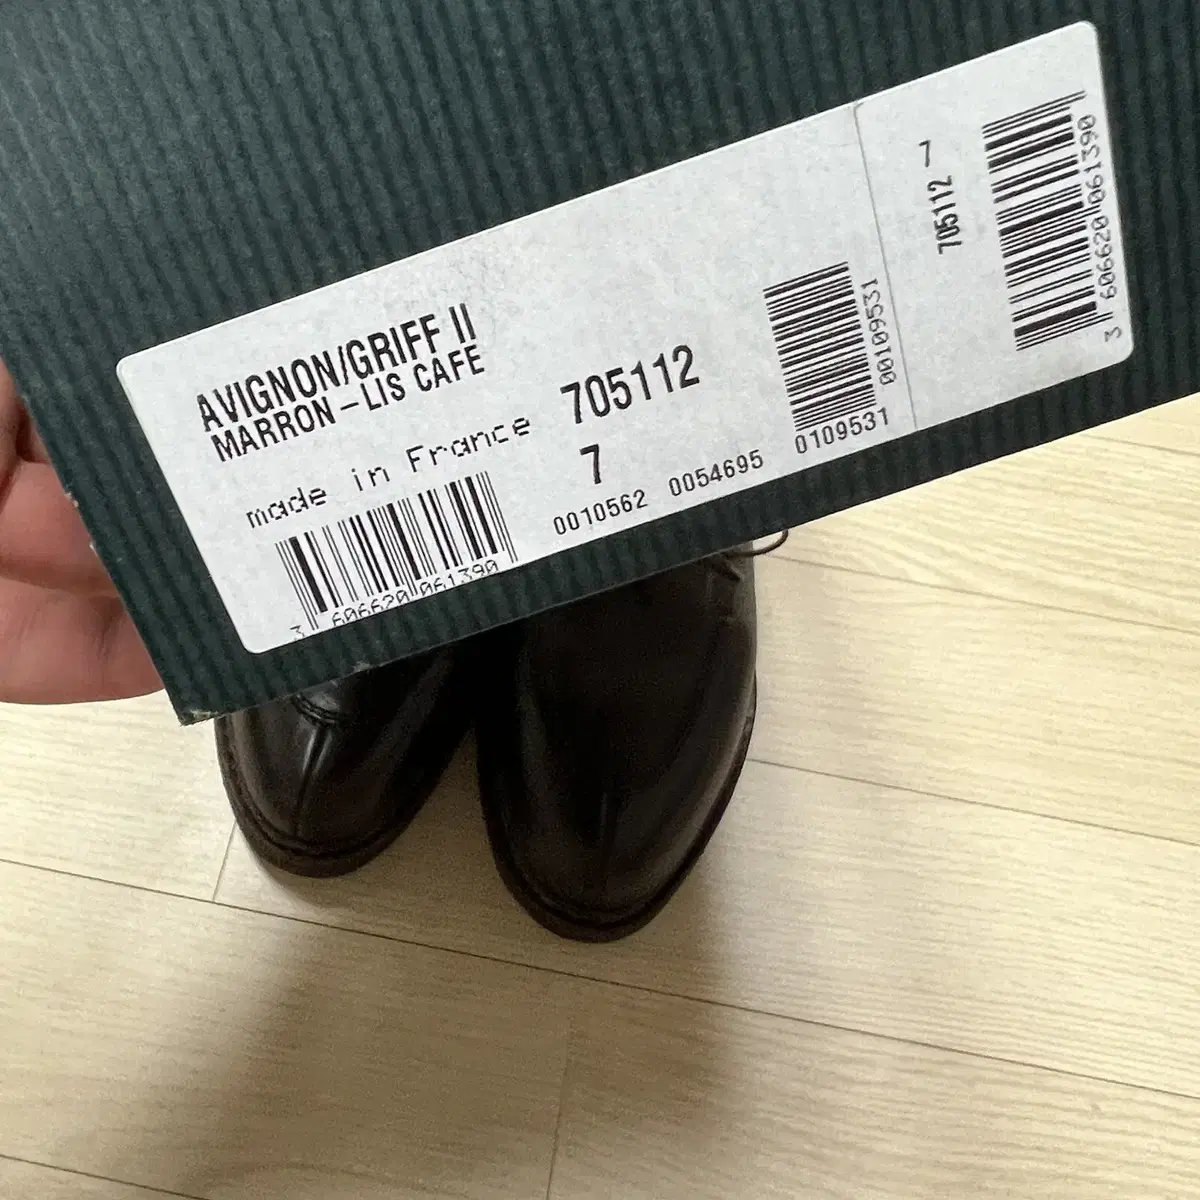 AVIGNON/GRIFF II
MARRON-LIS CAFE
made in France
705112
7
3 606620 061390
0010562 0054695 0109531
00109531
705112 - 7
3 606620 061390